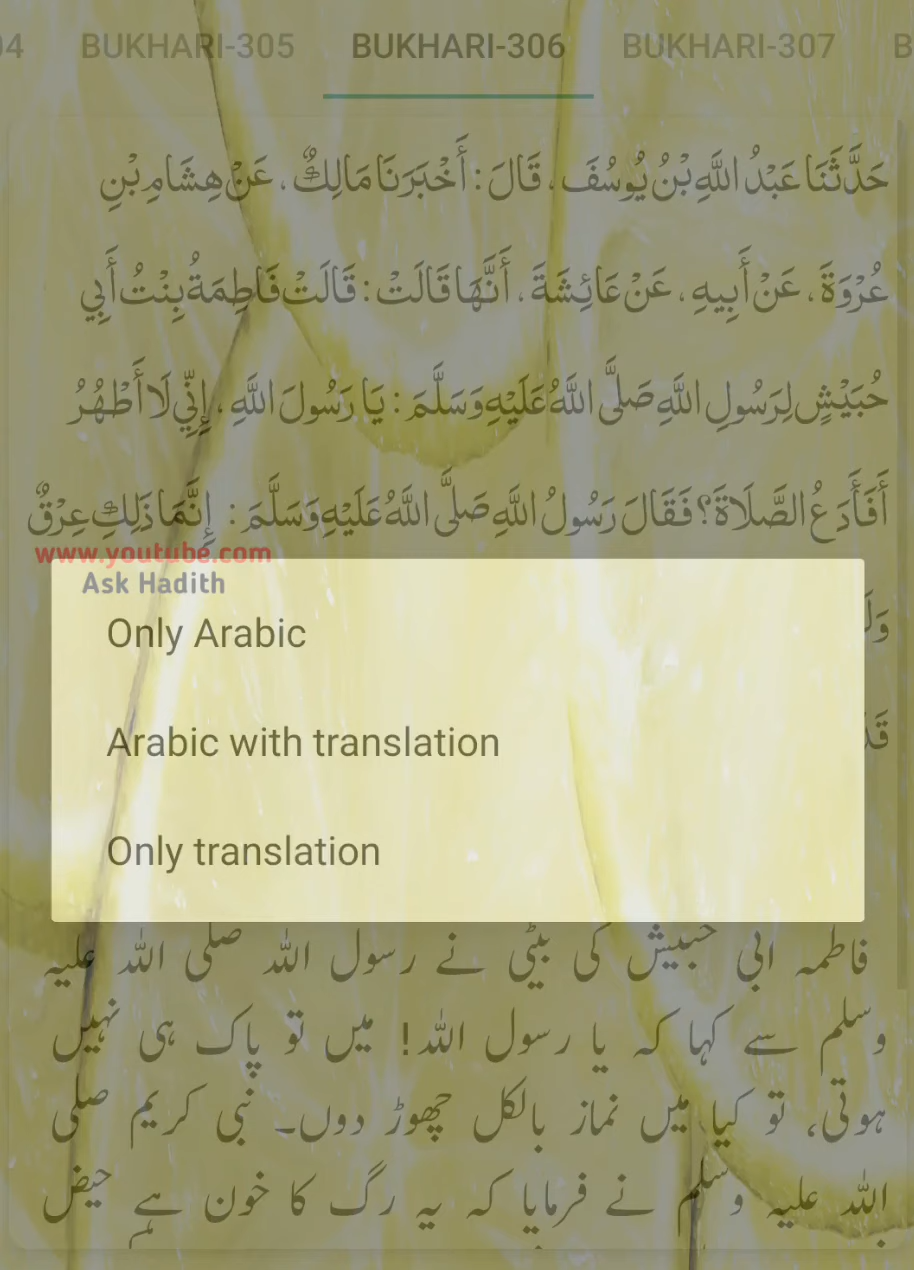 04 BUKHARI-305 BUKHARI-306 BUKHARI-307 B
حَدَّثَنَا عَبْدُ اللَّهِ بْنُ يُوسُفَ، قَالَ: أَخْبَرَنَا مَالِكٌ، عَنْ هِشَامِ بْنِ
عُرْوَةَ، عَنْ أَبِيهِ، عَنْ عَائِشَةَ، أَنَّهَا قَالَتْ: قَالَتْ فَاطِمَةُ بِنْتُ أَبِي
حُبَيْشٍ لِرَسُولِ اللَّهِ صَلَّى اللَّهُ عَلَيْهِ وَسَلَّمَ: يَا رَسُولَ اللَّهِ، إِنِّي لَا أَطْهُرُ
أَفَأَدَعُ الصَّلَاةَ؟ فَقَالَ رَسُولُ اللَّهِ صَلَّى اللَّهُ عَلَيْهِ وَسَلَّمَ: إِنَّمَا ذَلِكِ عِرْقٌ
www.youtube.com
Ask Hadith
Only Arabic
Arabic with translation
Only translation
فاطمہ ابی حبیش کی بیٹی نے رسول اللہ صلی اللہ علیہ
وسلم سے کہا کہ یا رسول اللہ! میں تو پاک ہی نہیں
ہوتی، تو کیا میں نماز بالکل چھوڑ دوں۔ نبی کریم صلی
اللہ علیہ وسلم نے فرمایا کہ یہ رگ کا خون ہے حیض